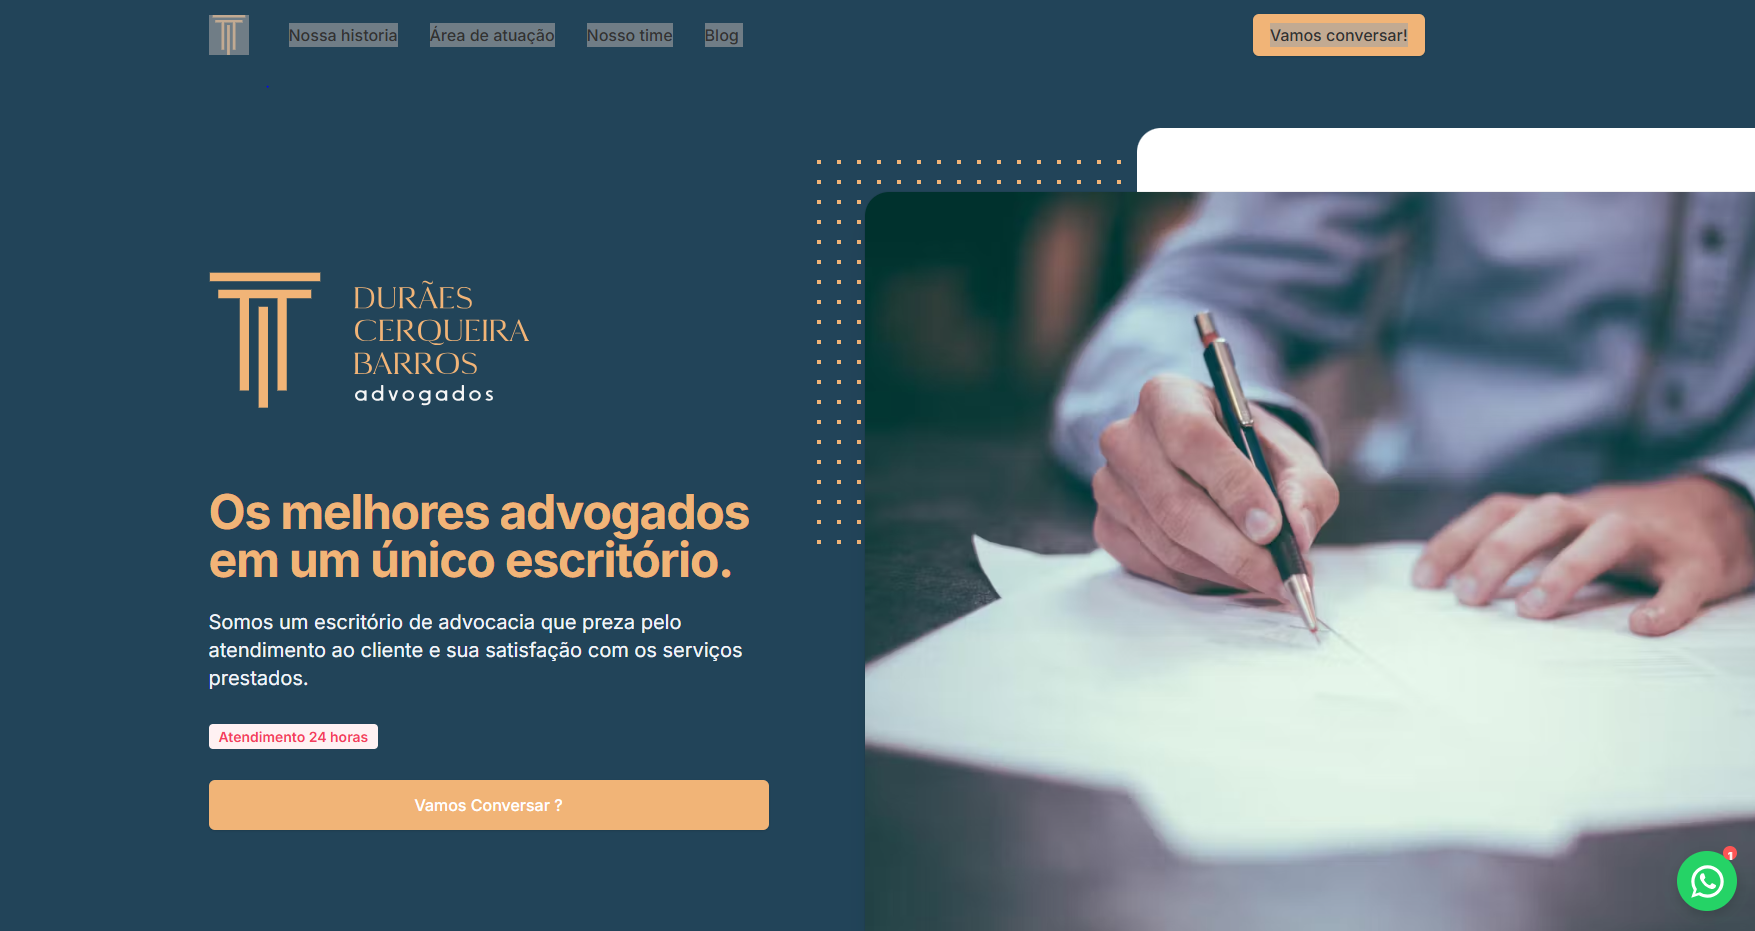 Nossa historia
Área de atuação
Nosso time
Blog
Vamos conversar!
DURÃES
CERQUEIRA
BARROS
advogados
Os melhores advogados
em um único escritório.
Somos um escritório de advocacia que preza pelo
atendimento ao cliente e sua satisfação com os serviços
prestados.
Atendimento 24 horas
Vamos Conversar ?
1